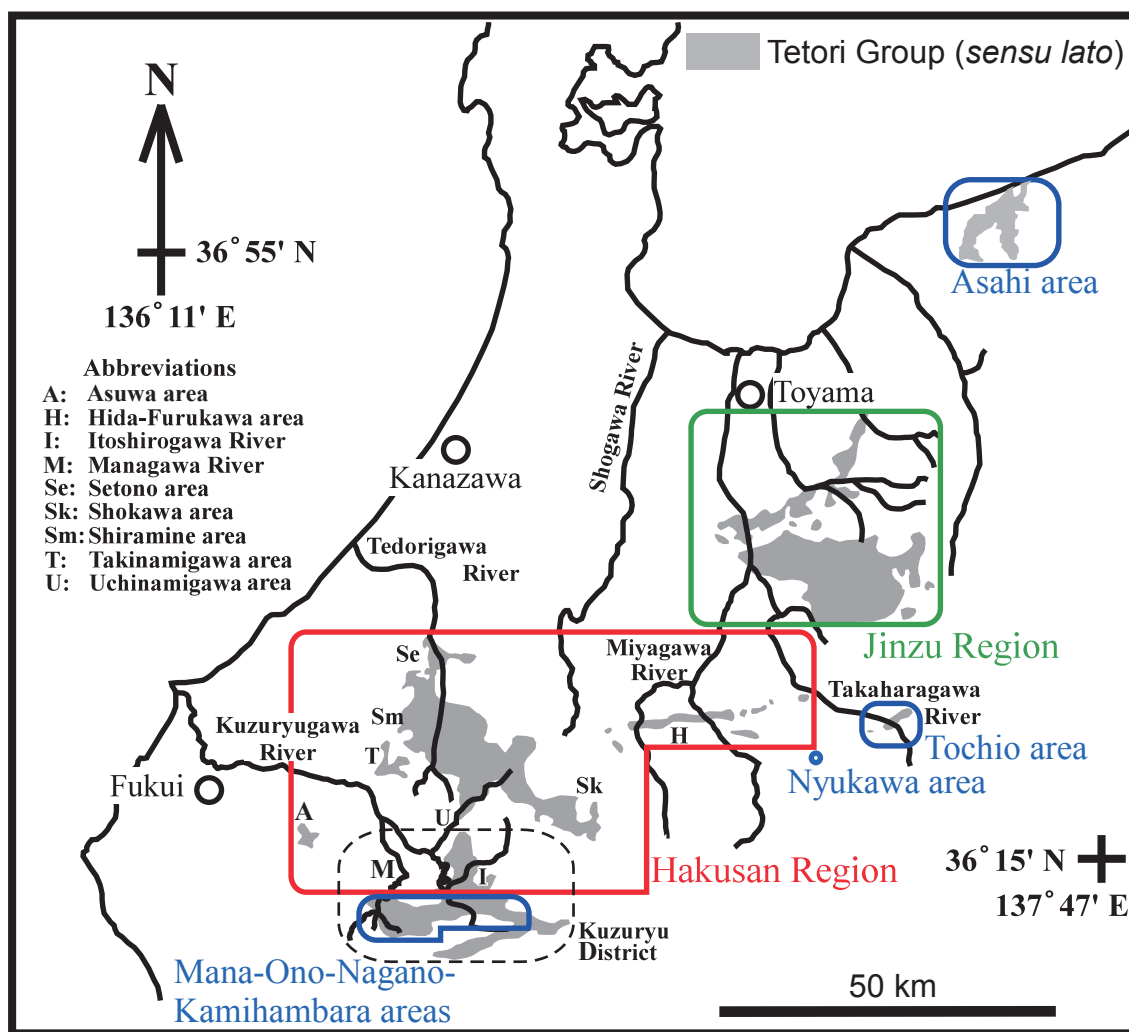 Tetori Group (sensu lato)
N
36° 55' N
136° 11' E
Asahi area
Abbreviations
A: Asuwa area
H: Hida-Furukawa area
I: Itoshirogawa River
M: Managawa River
Se: Setono area
Sk: Shokawa area
Sm: Shiramine area
T: Takinamigawa area
U: Uchinamigawa area
Toyama
Shogawa River
Kanazawa
Tedorigawa
River
Jinzu Region
Miyagawa
River
Se
Sm
T
H
Takaharagawa
River
Tochio area
Nyukawa area
Kuzuryugawa
River
Fukui
Sk
A
U
M
I
Hakusan Region
36° 15' N
137° 47' E
Kuzuryu
District
Mana-Ono-Nagano-
Kamihambara areas
50 km